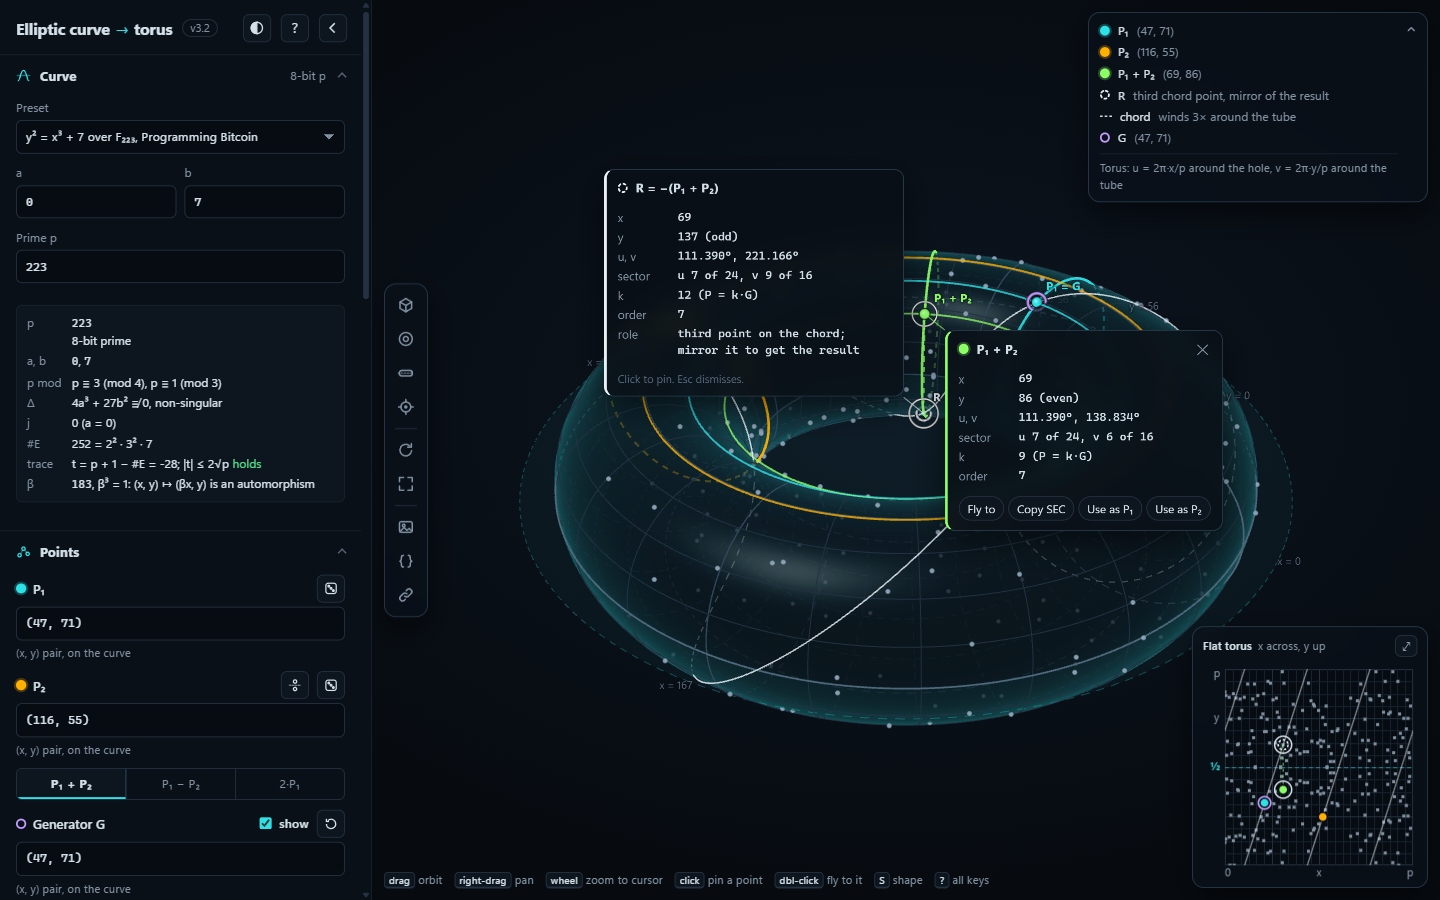 Elliptic curve → torus v3.2
?
Curve 8-bit p
Preset
y² = x³ + 7 over F₂₂₃, Programming Bitcoin
a b
0 7
Prime p
223
p 223
8-bit prime
a, b 0, 7
p mod p ≡ 3 (mod 4), p ≡ 1 (mod 3)
Δ 4a³ + 27b² ≢ 0, non-singular
j 0 (a = 0)
#E 252 = 2² · 3² · 7
trace t = p + 1 − #E = -28; |t| ≤ 2√p holds
β 183, β³ = 1: (x, y) ↦ (βx, y) is an automorphism
Points
P₁
(47, 71)
(x, y) pair, on the curve
P₂
(116, 55)
(x, y) pair, on the curve
P₁ + P₂ P₁ − P₂ 2·P₁
Generator G show
(47, 71)
(x, y) pair, on the curve
R = −(P₁ + P₂)
x 69
y 137 (odd)
u, v 111.390°, 221.166°
sector u 7 of 24, v 9 of 16
k 12 (P = k·G)
order 7
role third point on the chord;
mirror it to get the result
Click to pin. Esc dismisses.
P₁ + P₂
P₁ = G
R
x = 167
x = 0
P₁ + P₂
x 69
y 86 (even)
u, v 111.390°, 138.834°
sector u 7 of 24, v 6 of 16
k 9 (P = k·G)
order 7
Fly to Copy SEC Use as P₁ Use as P₂
P₁ (47, 71)
P₂ (116, 55)
P₁ + P₂ (69, 86)
R third point on the chord, mirror of the result
chord winds 3× around the tube
G (47, 71)
Torus: u = 2π·x/p around the hole, v = 2π·y/p around the
tube
Flat torus x across, y up
p
y
½
0 x p
drag orbit right-drag pan wheel zoom to cursor click pin a point dbl-click fly to it S shape ? all keys